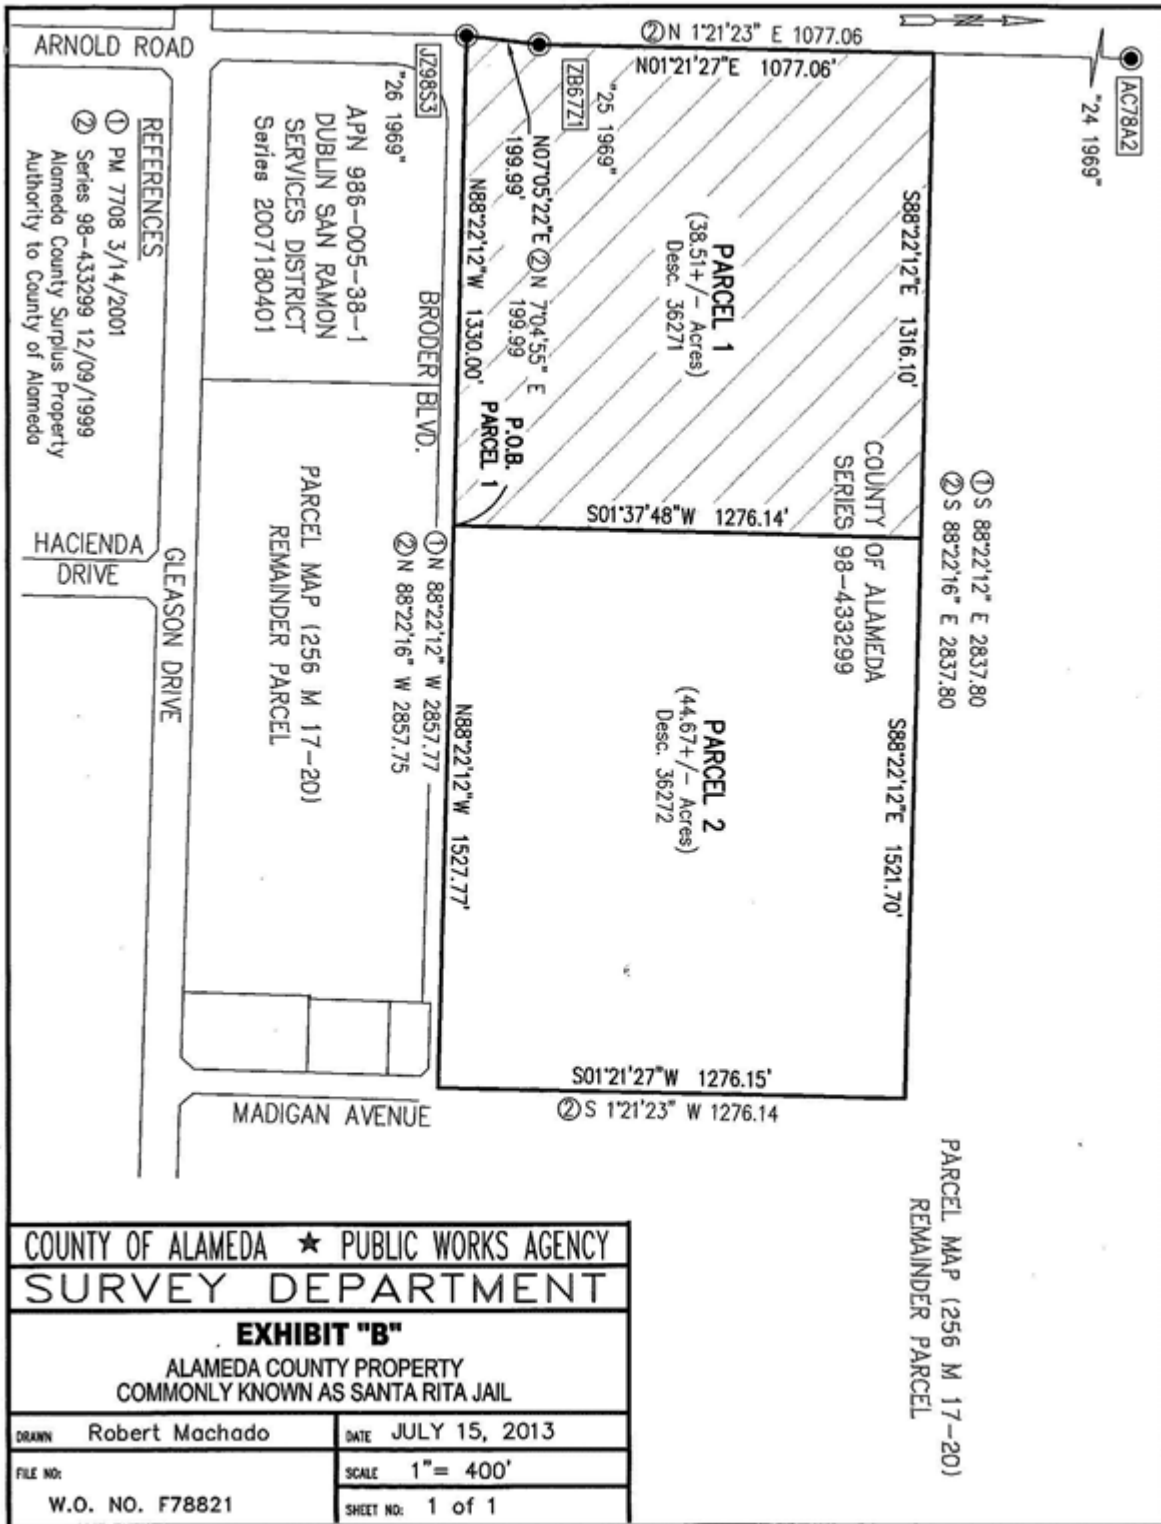 ARNOLD ROAD
② N 1°21'23" E 1077.06
N01°21'27"E 1077.06'
N
AC78A2
"24 1969"
JZ98S3
"26 1969"
ZB67Z1
"25 1969"
N07°05'22"E
199.99'
② N 7°04'55" E
199.99
S88°22'12"E 1316.10'
PARCEL 1
(38.51+/- Acres)
Desc. 36271
N88°22'12"W 1330.00'
P.O.B.
PARCEL 1
S01°37'48"W 1276.14'
COUNTY OF ALAMEDA
SERIES 98-433299
① S 88°22'12" E 2837.80
② S 88°22'16" E 2837.80
APN 986-005-38-1
DUBLIN SAN RAMON
SERVICES DISTRICT
Series 2007180401
BRODER BLVD.
REFERENCES
① PM 7708 3/14/2001
② Series 98-433299 12/09/1999
Alameda County Surplus Property
Authority to County of Alameda
HACIENDA
DRIVE
GLEASON DRIVE
PARCEL MAP (256 M 17-20)
REMAINDER PARCEL
① N 88°22'12" W 2857.77
② N 88°22'16" W 2857.75
N88°22'12"W 1527.77'
PARCEL 2
(44.67+/- Acres)
Desc. 36272
S88°22'12"E 1521.70'
S01°21'27"W 1276.15'
② S 1°21'23" W 1276.14
MADIGAN AVENUE
PARCEL MAP (256 M 17-20)
REMAINDER PARCEL
COUNTY OF ALAMEDA ★ PUBLIC WORKS AGENCY
SURVEY DEPARTMENT
EXHIBIT "B"
ALAMEDA COUNTY PROPERTY
COMMONLY KNOWN AS SANTA RITA JAIL
DRAWN Robert Machado
DATE JULY 15, 2013
FILE NO:
W.O. NO. F78821
SCALE 1"= 400'
SHEET NO: 1 of 1